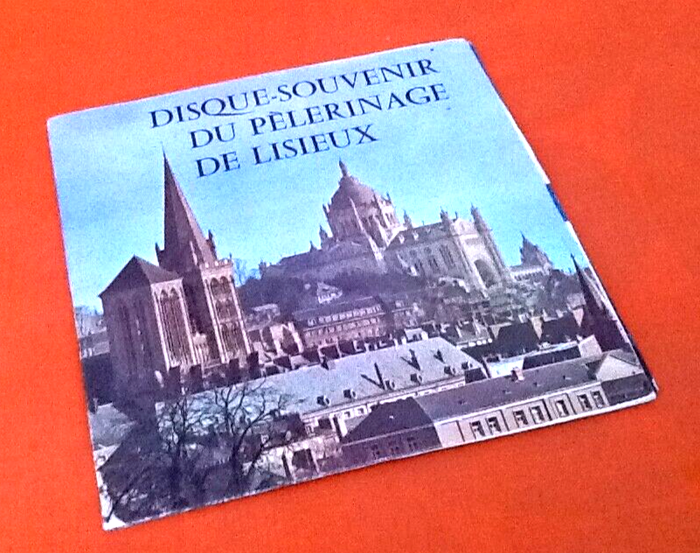 DISQUE-SOUVENIR
DU PÈLERINAGE
DE LISIEUX